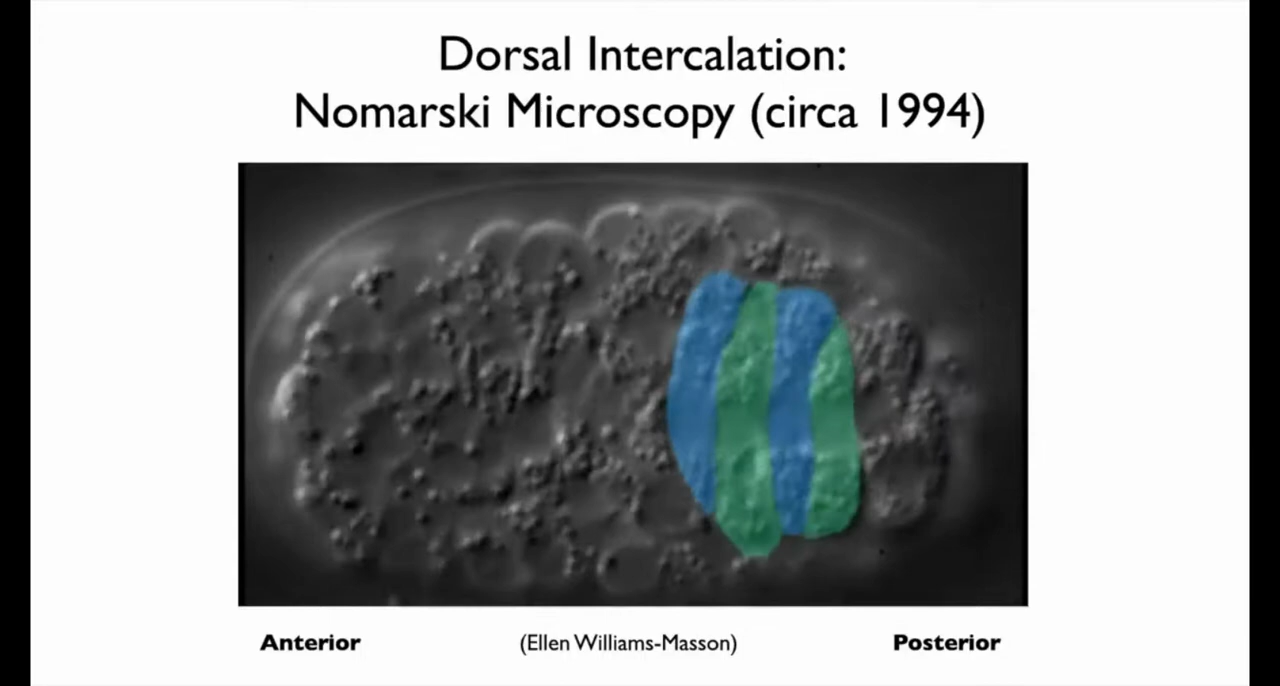 Dorsal Intercalation:
Nomarski Microscopy (circa 1994)
Anterior
(Ellen Williams-Masson)
Posterior